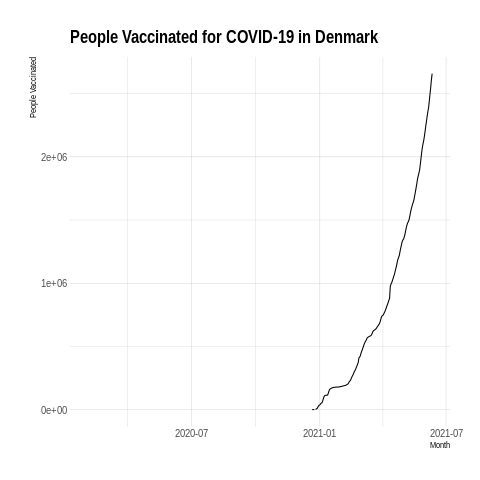 People Vaccinated for COVID-19 in Denmark
People Vaccinated
2e+06
1e+06
0e+00
2020-07 2021-01 2021-07
Month